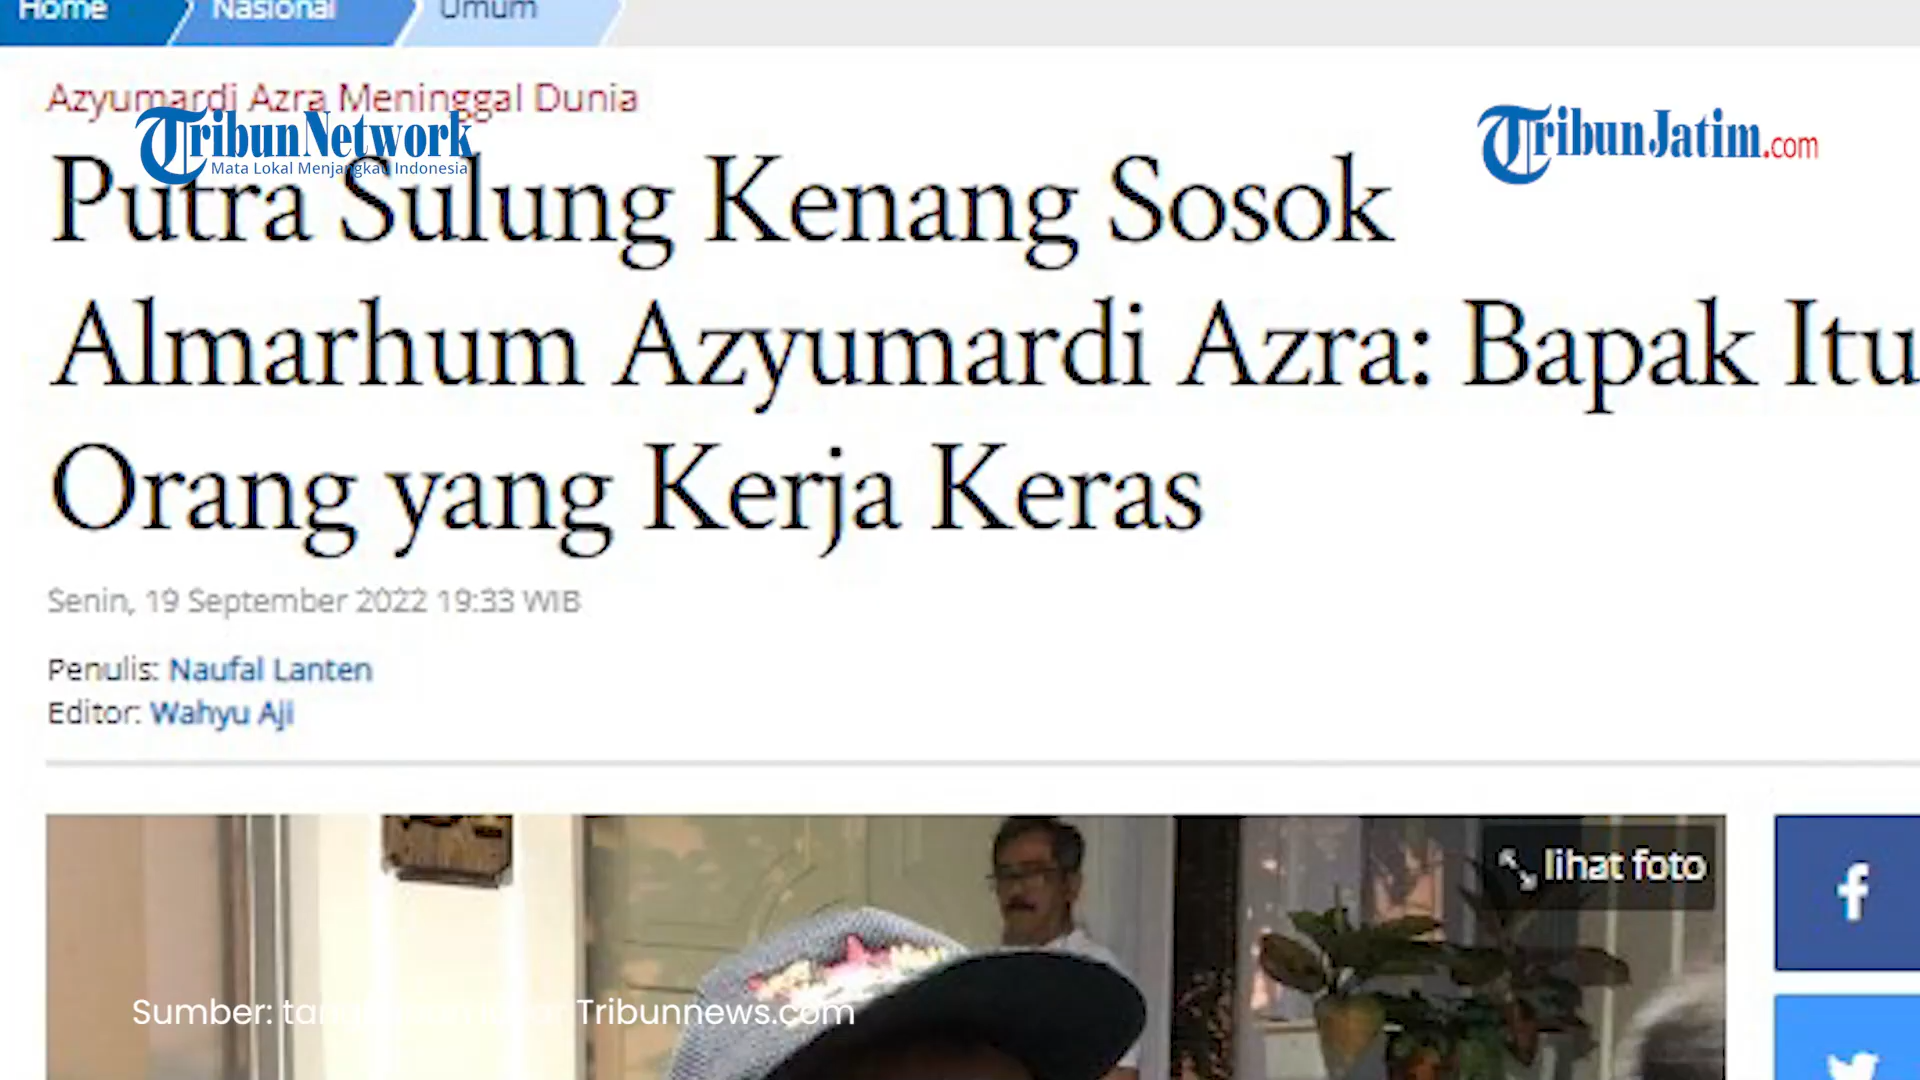 Home Nasional Umum
Azyumardi Azra Meninggal Dunia
Tribun Network
Mata Lokal Menjangkau Indonesia
TribunJatim.com
Putra Sulung Kenang Sosok
Almarhum Azyumardi Azra: Bapak Itu
Orang yang Kerja Keras
Senin, 19 September 2022 19:33 WIB
Penulis: Naufal Lanten
Editor: Wahyu Aji
lihat foto
Sumber: Tribunnews.com